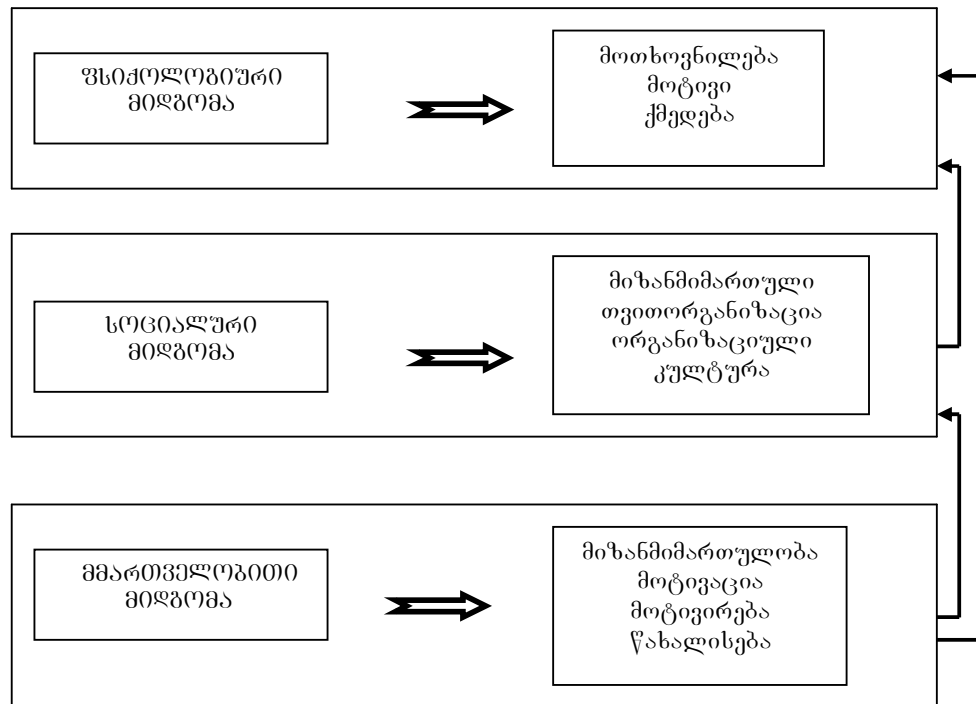 ფსიქოლოგიური
მიდგომა
მოთხოვნილება
მოტივი
ქმედება
სოციალური
მიდგომა
მიზანმიმართული
თვითორგანიზაცია
ორგანიზაციული
კულტურა
მმართველობითი
მიდგომა
მიზანმიმართულობა
მოტივაცია
მოტივირება
წახალისება